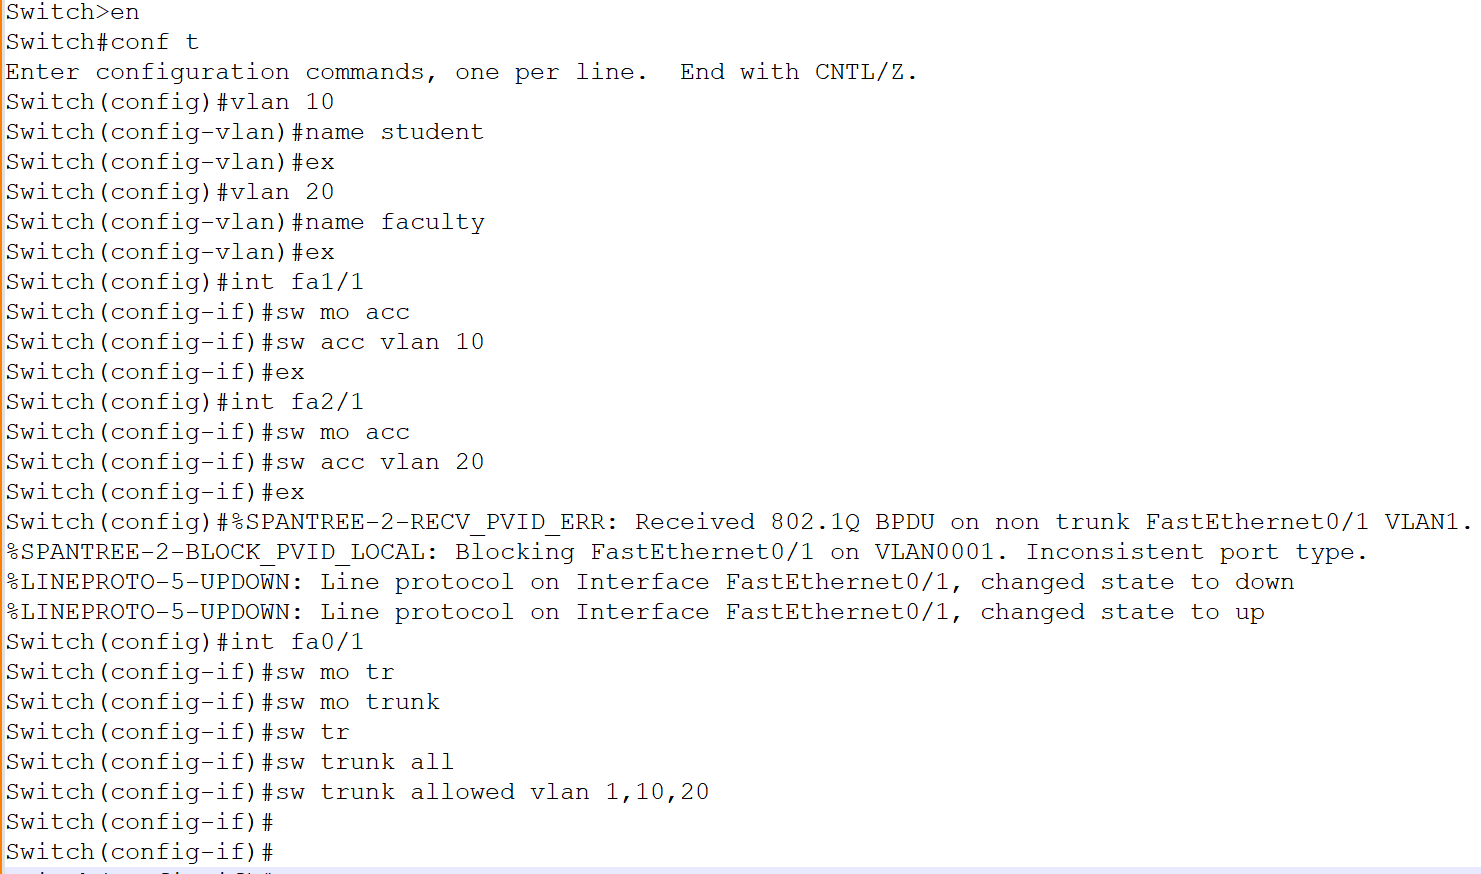 Switch>en
Switch#conf t
Enter configuration commands, one per line.  End with CNTL/Z.
Switch(config)#vlan 10
Switch(config-vlan)#name student
Switch(config-vlan)#ex
Switch(config)#vlan 20
Switch(config-vlan)#name faculty
Switch(config-vlan)#ex
Switch(config)#int fa1/1
Switch(config-if)#sw mo acc
Switch(config-if)#sw acc vlan 10
Switch(config-if)#ex
Switch(config)#int fa2/1
Switch(config-if)#sw mo acc
Switch(config-if)#sw acc vlan 20
Switch(config-if)#ex
Switch(config)#%SPANTREE-2-RECV_PVID_ERR: Received 802.1Q BPDU on non trunk FastEthernet0/1 VLAN1.
%SPANTREE-2-BLOCK_PVID_LOCAL: Blocking FastEthernet0/1 on VLAN0001. Inconsistent port type.
%LINEPROTO-5-UPDOWN: Line protocol on Interface FastEthernet0/1, changed state to down
%LINEPROTO-5-UPDOWN: Line protocol on Interface FastEthernet0/1, changed state to up
Switch(config)#int fa0/1
Switch(config-if)#sw mo tr
Switch(config-if)#sw mo trunk
Switch(config-if)#sw tr
Switch(config-if)#sw trunk all
Switch(config-if)#sw trunk allowed vlan 1,10,20
Switch(config-if)#
Switch(config-if)#